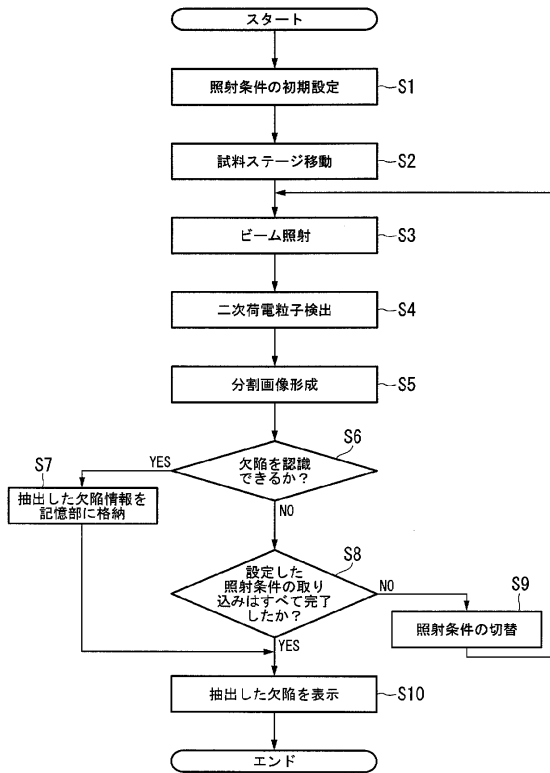 スタート
照射条件の初期設定
S1
試料ステージ移動
S2
ビーム照射
S3
二次荷電粒子検出
S4
分割画像形成
S5
S6
欠陥を認識
できるか？
YES
NO
S7
抽出した欠陥情報を
記憶部に格納
S8
設定した
照射条件の取り
込みはすべて完了
したか？
NO
YES
S9
照射条件の切替
抽出した欠陥を表示
S10
エンド